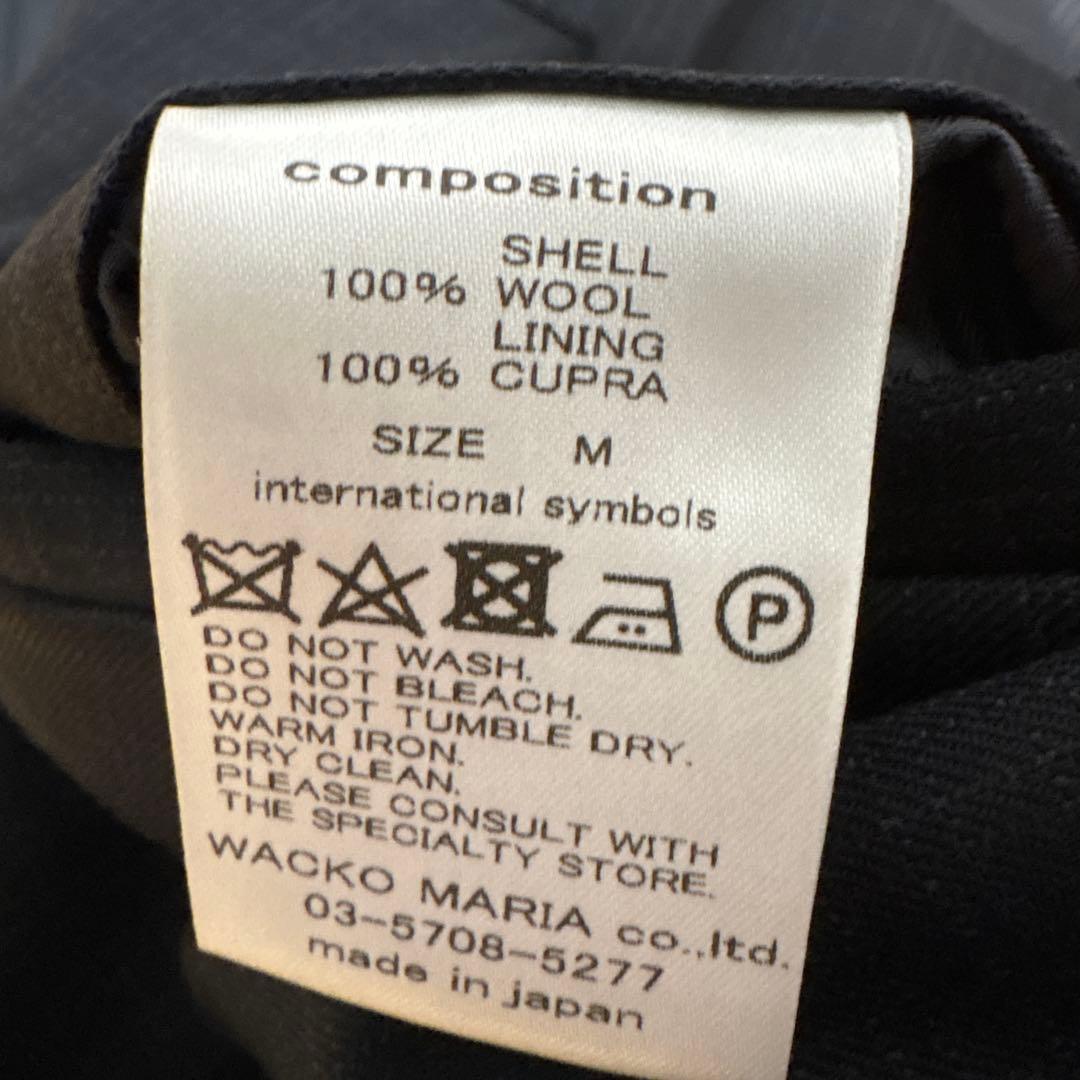 composition
SHELL
100% WOOL
LINING
100% CUPRA
SIZE M
international symbols
P
DO NOT WASH.
DO NOT BLEACH.
DO NOT TUMBLE DRY.
WARM IRON.
DRY CLEAN.
PLEASE CONSULT WITH
THE SPECIALTY STORE.
WACKO MARIA co.,ltd.
03-5708-5277
made in japan